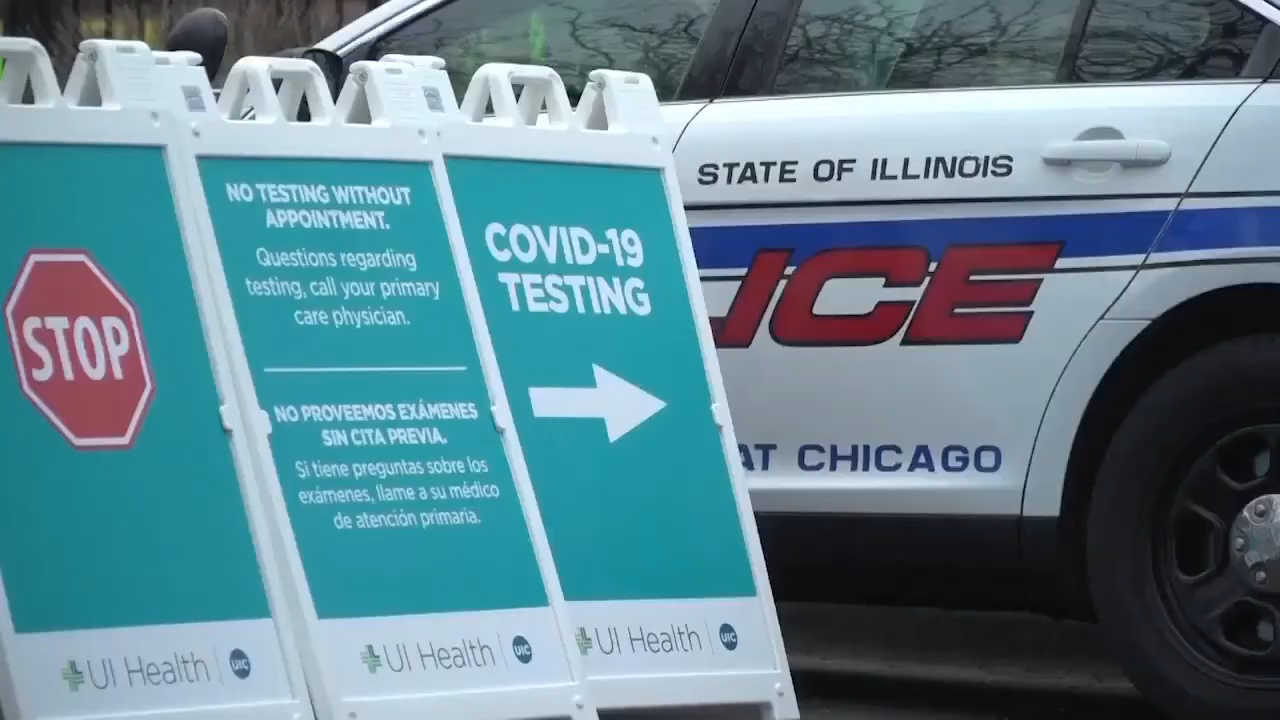 STOP
UI Health
UIC
NO TESTING WITHOUT
APPOINTMENT.
Questions regarding
testing, call your primary
care physician.
NO PROVEEMOS EXÁMENES
SIN CITA PREVIA.
Si tiene preguntas sobre los
exámenes, llame a su médico
de atención primaria.
UI Health
UIC
COVID-19
TESTING
UI Health
UIC
STATE OF ILLINOIS
ICE
AT CHICAGO